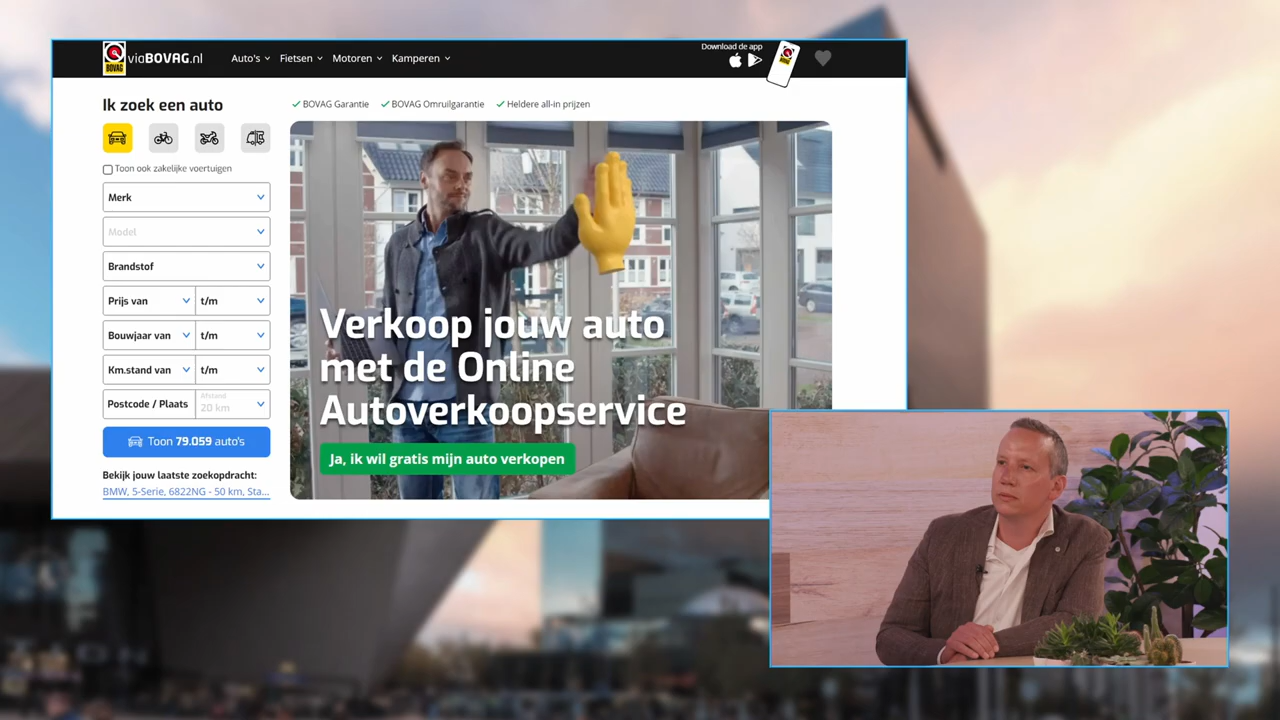 BOVAG
viaBOVAG.nl
Auto's
Fietsen
Motoren
Kamperen
Download de app
Ik zoek een auto
BOVAG Garantie
BOVAG Omruilgarantie
Heldere all-in prijzen
Toon ook zakelijke voertuigen
Merk
Model
Brandstof
Prijs van
t/m
Bouwjaar van
t/m
Km.stand van
t/m
Postcode / Plaats
Afstand
20 km
Toon 79.059 auto's
Bekijk jouw laatste zoekopdracht:
BMW, 5-Serie, 6822NG - 50 km, Sta...
Verkoop jouw auto
met de Online
Autoverkoopservice
Ja, ik wil gratis mijn auto verkopen